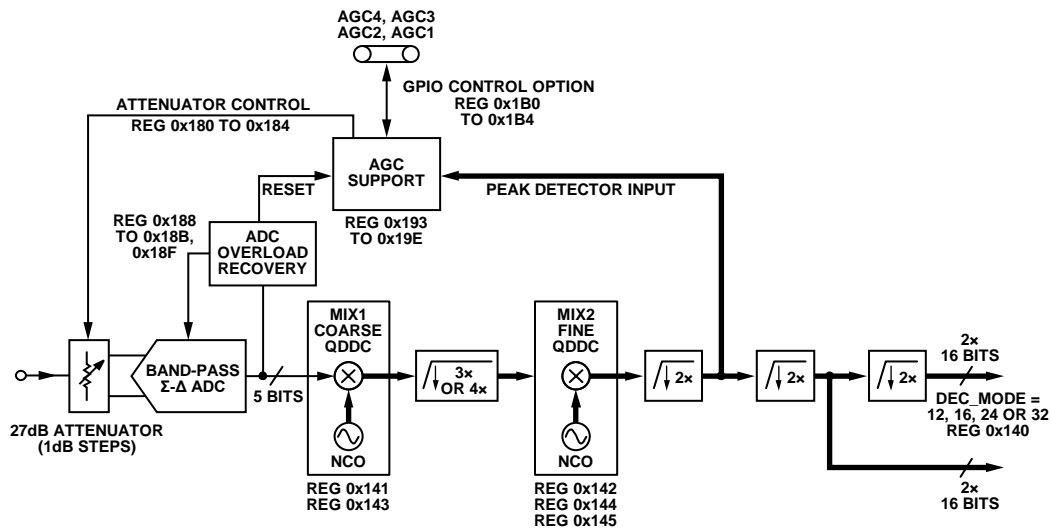 AGC4, AGC3
AGC2, AGC1
GPIO CONTROL OPTION
REG 0x1B0
TO 0x1B4
ATTENUATOR CONTROL
REG 0x180 TO 0x184
AGC
SUPPORT
RESET
PEAK DETECTOR INPUT
REG 0x193
TO 0x19E
REG 0x188
TO 0x18B,
0x18F
ADC
OVERLOAD
RECOVERY
MIX1
COARSE
QDDC
MIX2
FINE
QDDC
BAND-PASS
Σ-Δ ADC
5 BITS
3×
OR 4×
2×
2×
2×
2×
16 BITS
DEC_MODE =
12, 16, 24 OR 32
REG 0x140
27dB ATTENUATOR
(1dB STEPS)
NCO
NCO
REG 0x141
REG 0x143
REG 0x142
REG 0x144
REG 0x145
2×
16 BITS